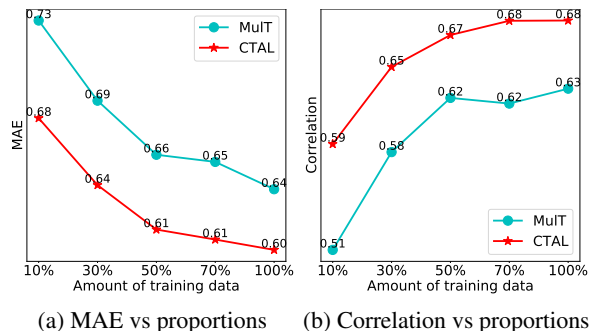 0.73
MulT
CTAL
0.69
0.68
0.66
0.65
0.64
0.64
0.61
0.61
0.60
MAE
10% 30% 50% 70% 100%
Amount of training data
(a) MAE vs proportions
0.68
0.68
0.67
0.65
0.63
0.62
0.62
0.59
0.58
0.51
Correlation
MulT
CTAL
10% 30% 50% 70% 100%
Amount of training data
(b) Correlation vs proportions